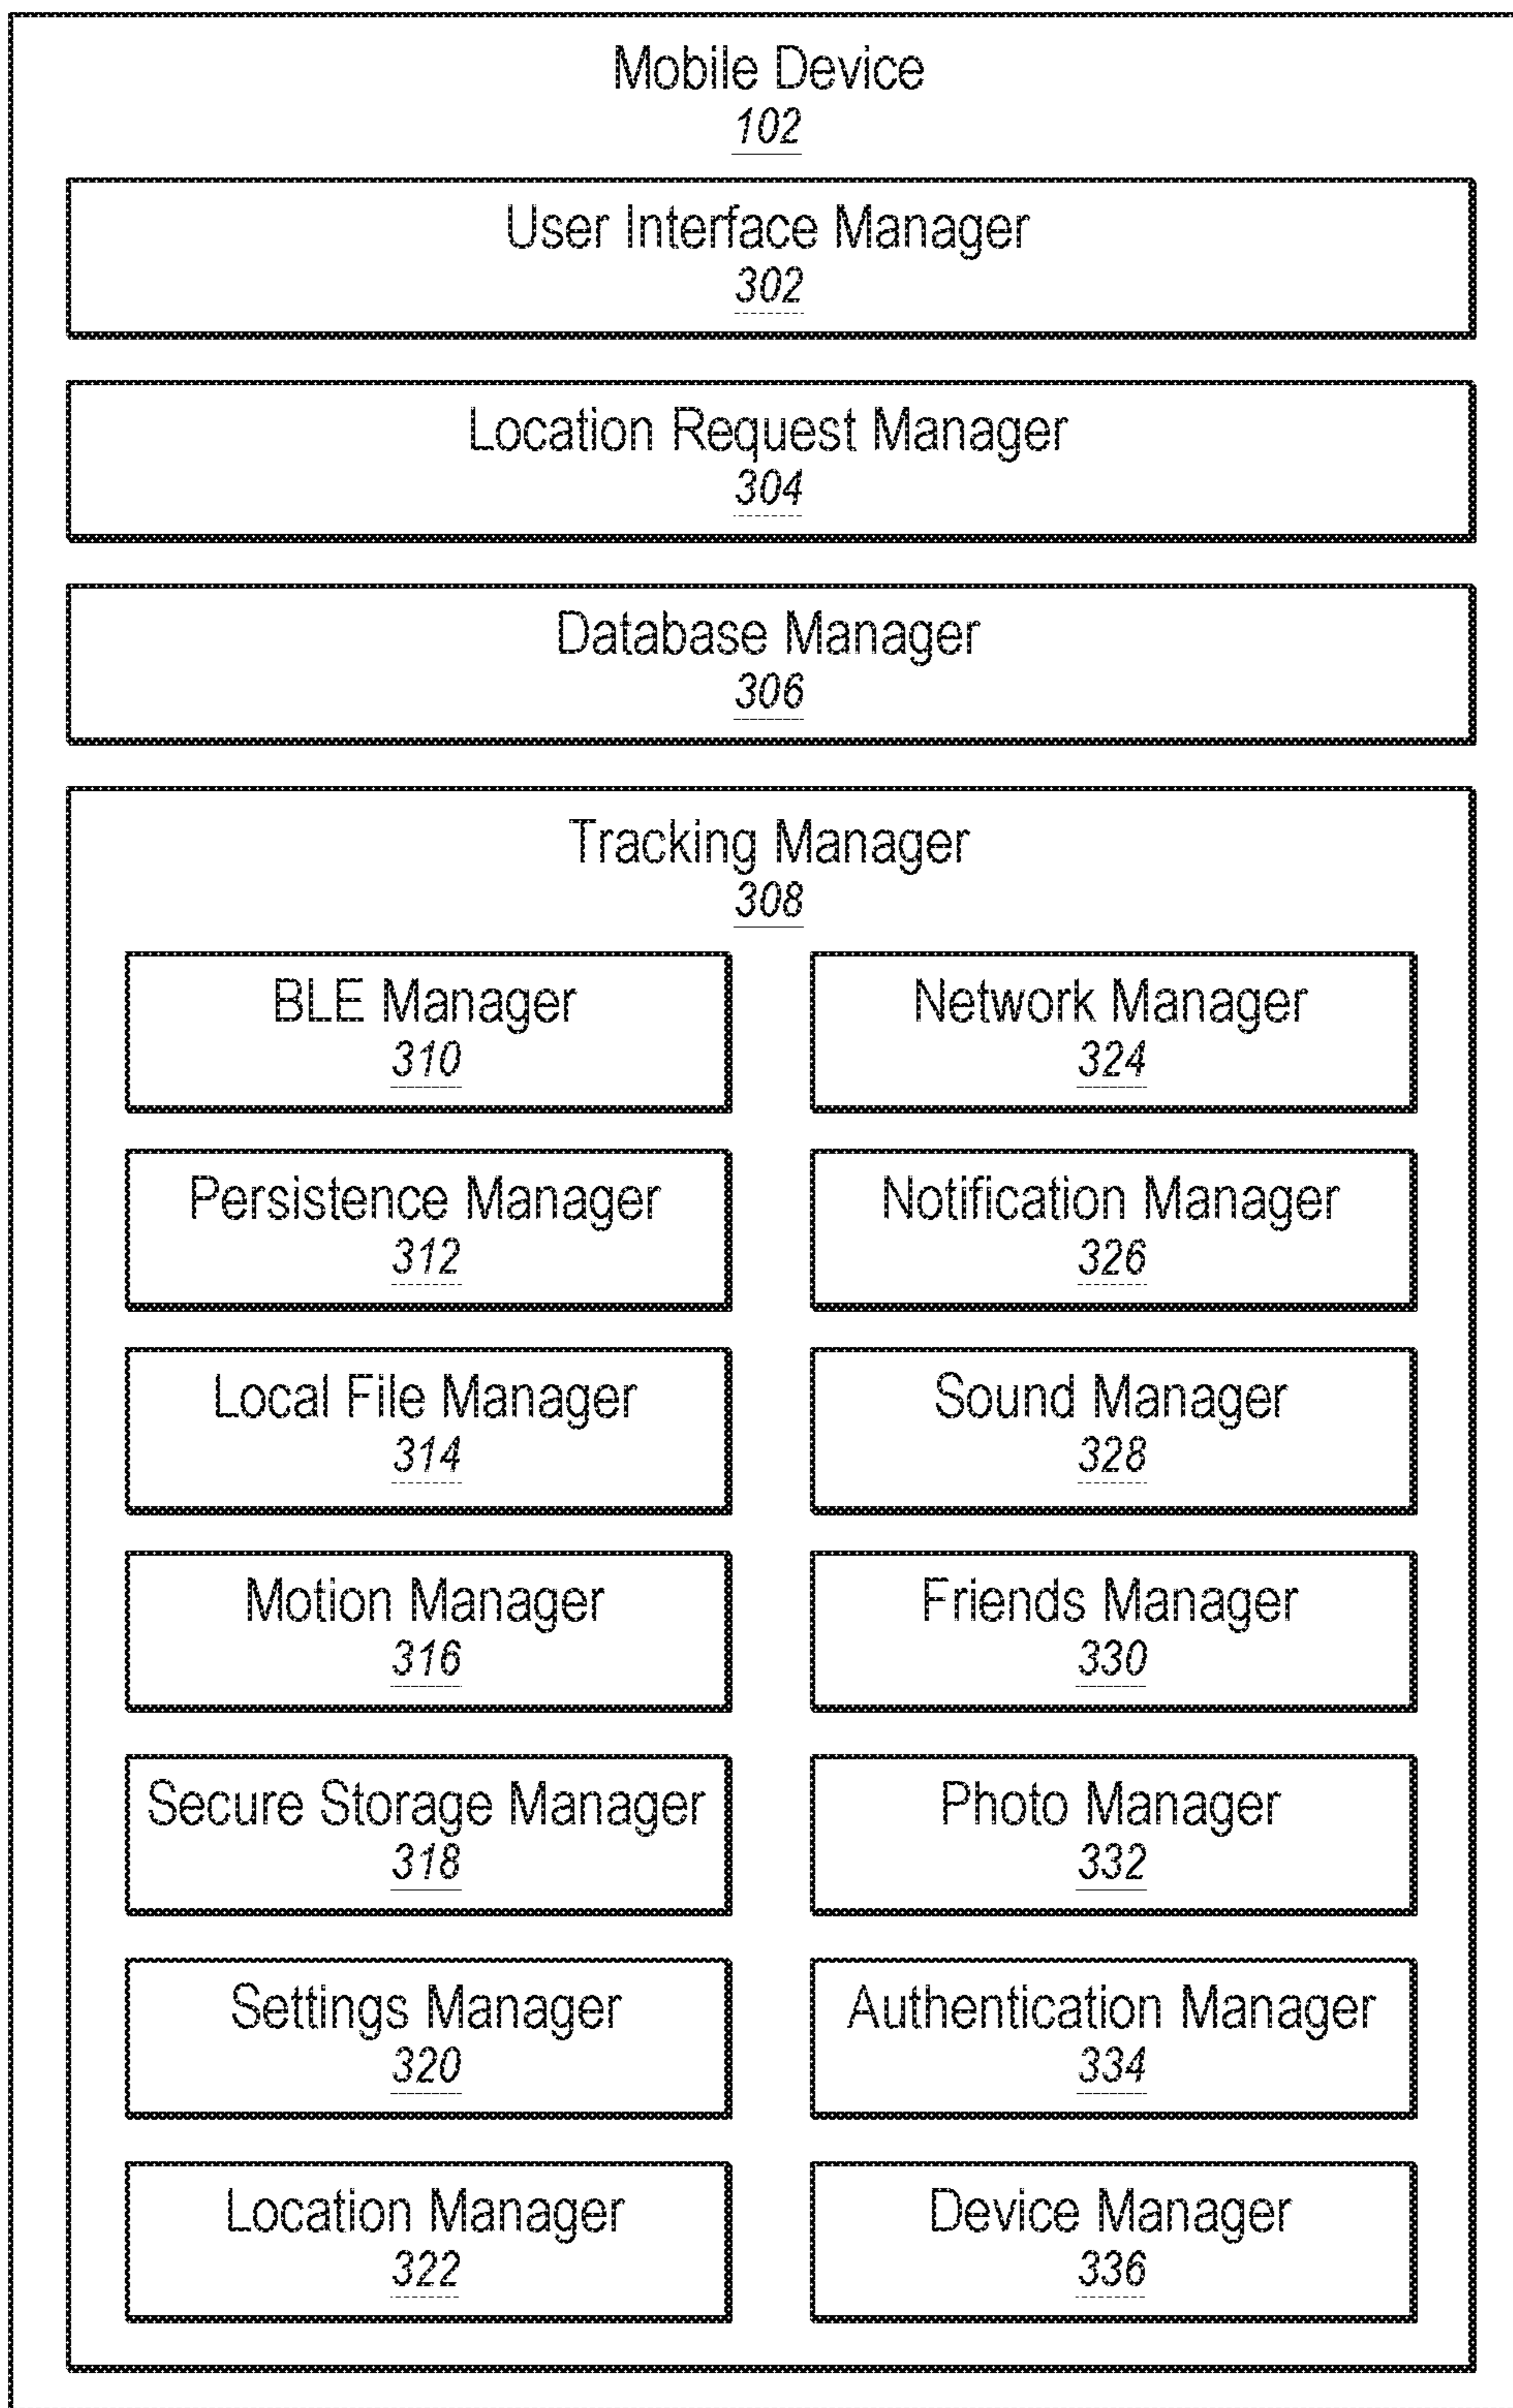 Mobile Device
102
User Interface Manager
302
Location Request Manager
304
Database Manager
306
Tracking Manager
308
BLE Manager
310
Network Manager
324
Persistence Manager
312
Notification Manager
326
Local File Manager
314
Sound Manager
328
Motion Manager
316
Friends Manager
330
Secure Storage Manager
318
Photo Manager
332
Settings Manager
320
Authentication Manager
334
Location Manager
322
Device Manager
336